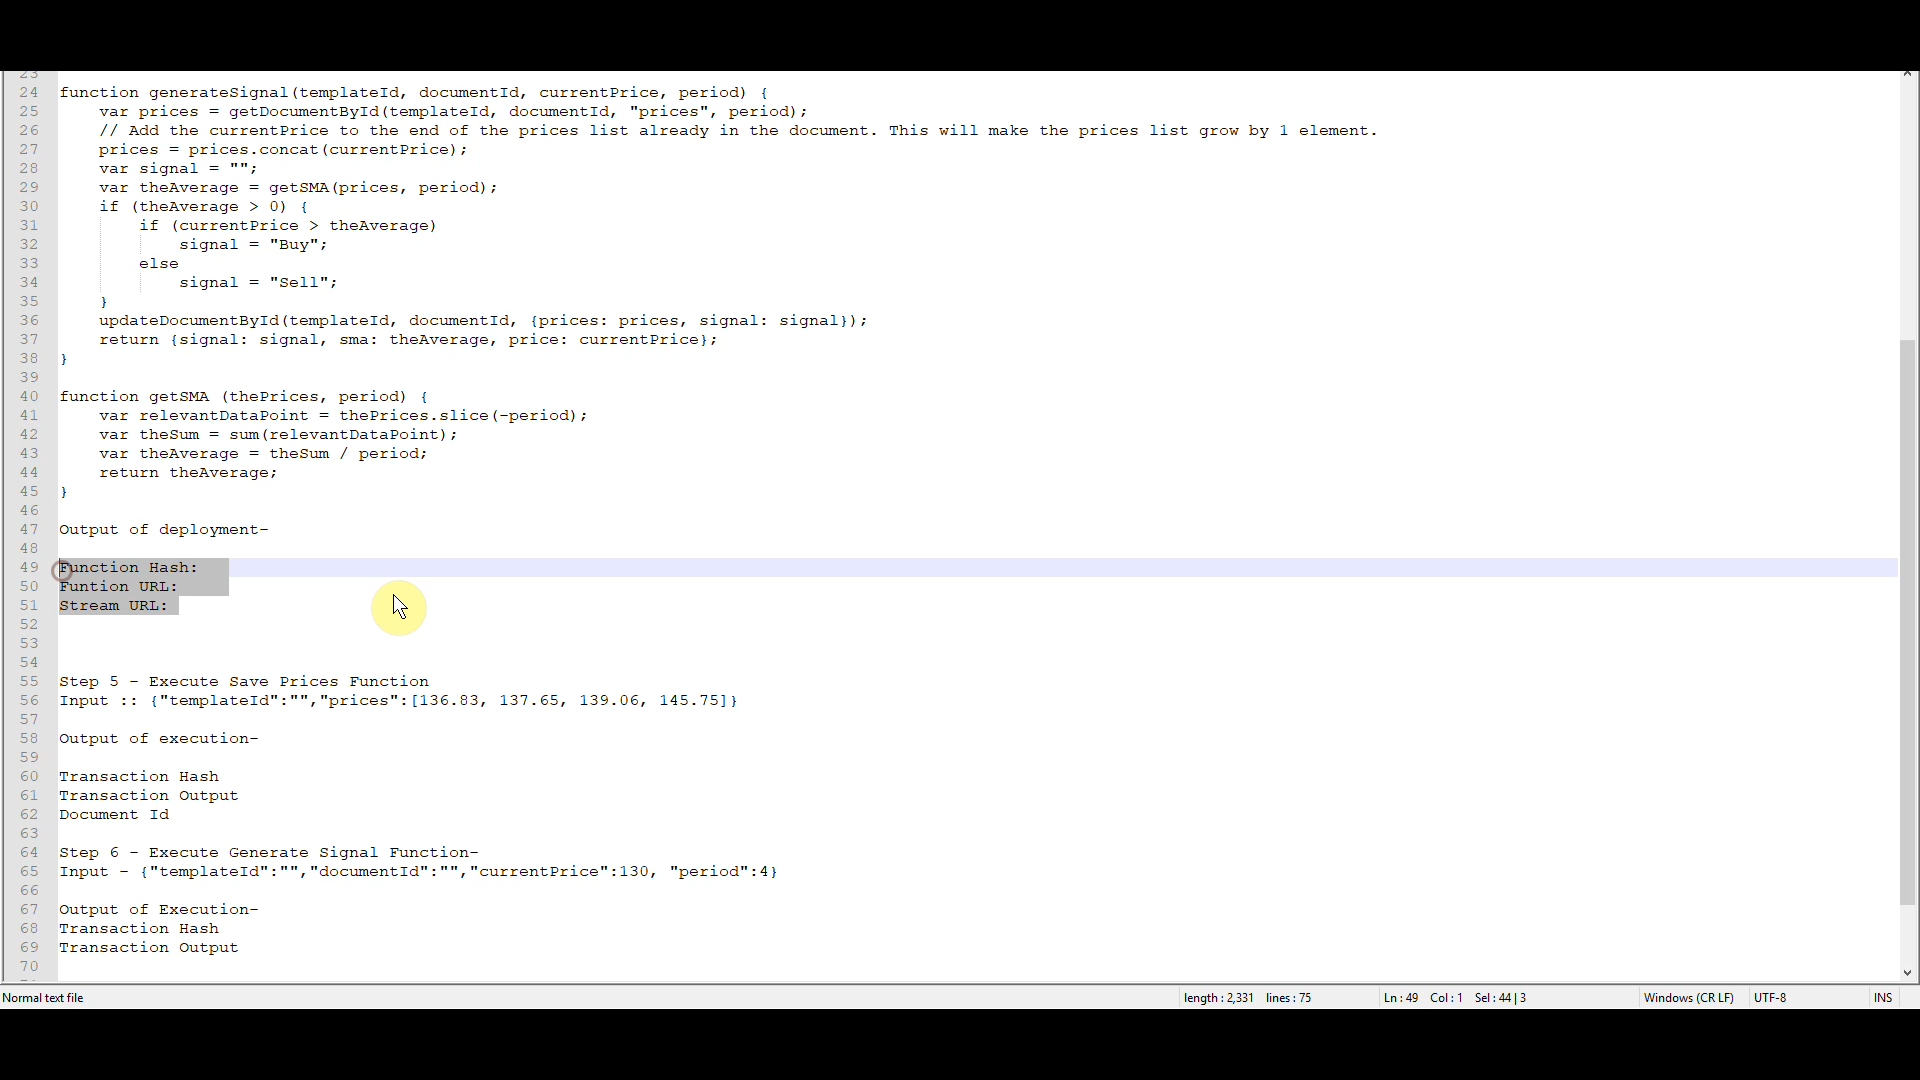 23
24 function generateSignal(templateId, documentId, currentPrice, period) {
25 var prices = getDocumentById(templateId, documentId, "prices", period);
26 // Add the currentPrice to the end of the prices list already in the document. This will make the prices list grow by 1 element.
27 prices = prices.concat(currentPrice);
28 var signal = "";
29 var theAverage = getSMA(prices, period);
30 if (theAverage > 0) {
31 if (currentPrice > theAverage)
32 signal = "Buy";
33 else
34 signal = "Sell";
35 }
36 updateDocumentById(templateId, documentId, {prices: prices, signal: signal});
37 return {signal: signal, sma: theAverage, price: currentPrice};
38 }
39
40 function getSMA (thePrices, period) {
41 var relevantDataPoint = thePrices.slice(-period);
42 var theSum = sum(relevantDataPoint);
43 var theAverage = theSum / period;
44 return theAverage;
45 }
46
47 Output of deployment-
48
49 Function Hash:
50 Funtion URL:
51 Stream URL:
52
53
54
55 Step 5 - Execute Save Prices Function
56 Input :: {"templateId":"","prices":[136.83, 137.65, 139.06, 145.75]}
57
58 Output of execution-
59
60 Transaction Hash
61 Transaction Output
62 Document Id
63
64 Step 6 - Execute Generate Signal Function-
65 Input - {"templateId":"","documentId":"","currentPrice":130, "period":4}
66
67 Output of Execution-
68 Transaction Hash
69 Transaction Output
70
Normal text file length : 2,331 lines : 75 Ln : 49 Col : 1 Sel : 44 | 3 Windows (CR LF) UTF-8 INS